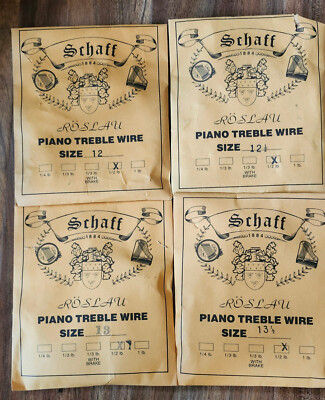 Schaff
1884
RÖSLAU
PIANO TREBLE WIRE
SIZE 12
X
1/4 lb. 1/3 lb. 1/3 lb. 1/2 lb. 1 lb.
WITH
BRAKE
Schaff
1884
RÖSLAU
PIANO TREBLE WIRE
SIZE 12½
X
1/4 lb. 1/3 lb. 1/3 lb. 1/2 lb. 1 lb.
WITH
BRAKE
Schaff
1884
RÖSLAU
PIANO TREBLE WIRE
SIZE 13
X
1/4 lb. 1/3 lb. 1/3 lb. 1/2 lb. 1 lb.
WITH
BRAKE
Schaff
1884
RÖSLAU
PIANO TREBLE WIRE
SIZE 13½
X
1/4 lb. 1/3 lb. 1/3 lb. 1/2 lb. 1 lb.
WITH
BRAKE